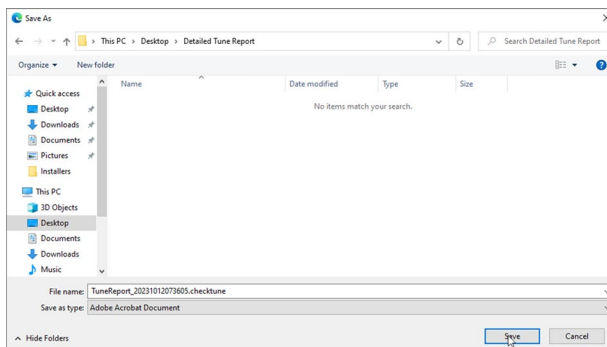 Save As
This PC > Desktop > Detailed Tune Report
Search Detailed Tune Report
Organize
New folder
Name
Date modified
Type
Size
No items match your search.
Quick access
Desktop
Downloads
Documents
Pictures
Installers
This PC
3D Objects
Desktop
Documents
Downloads
Music
File name: TuneReport_20231012073605.checktune
Save as type: Adobe Acrobat Document
Hide Folders
Save
Cancel